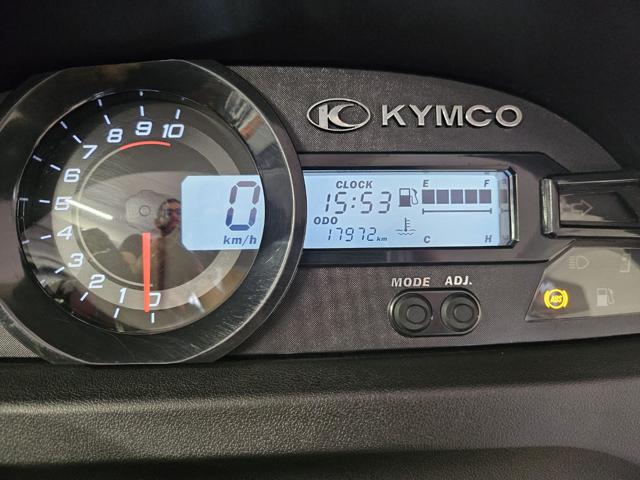 KYMCO
10
9
8
7
6
5
4
3
2
1
0
0
km/h
CLOCK
15:53
ODO
17972 km
E F
C H
MODE ADJ.
ABS